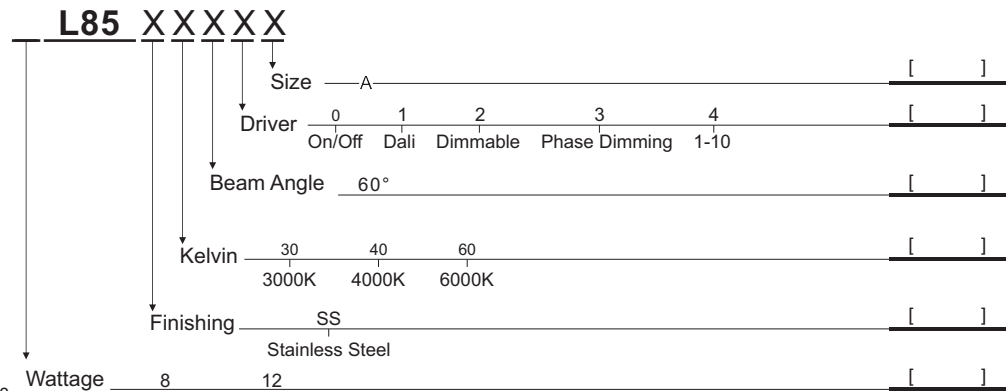 L85 X X X X X
Size A [ ]
Driver 0 1 2 3 4 [ ]
On/Off Dali Dimmable Phase Dimming 1-10
Beam Angle 60° [ ]
Kelvin 30 40 60 [ ]
3000K 4000K 6000K
Finishing SS [ ]
Stainless Steel
Wattage 8 12 [ ]